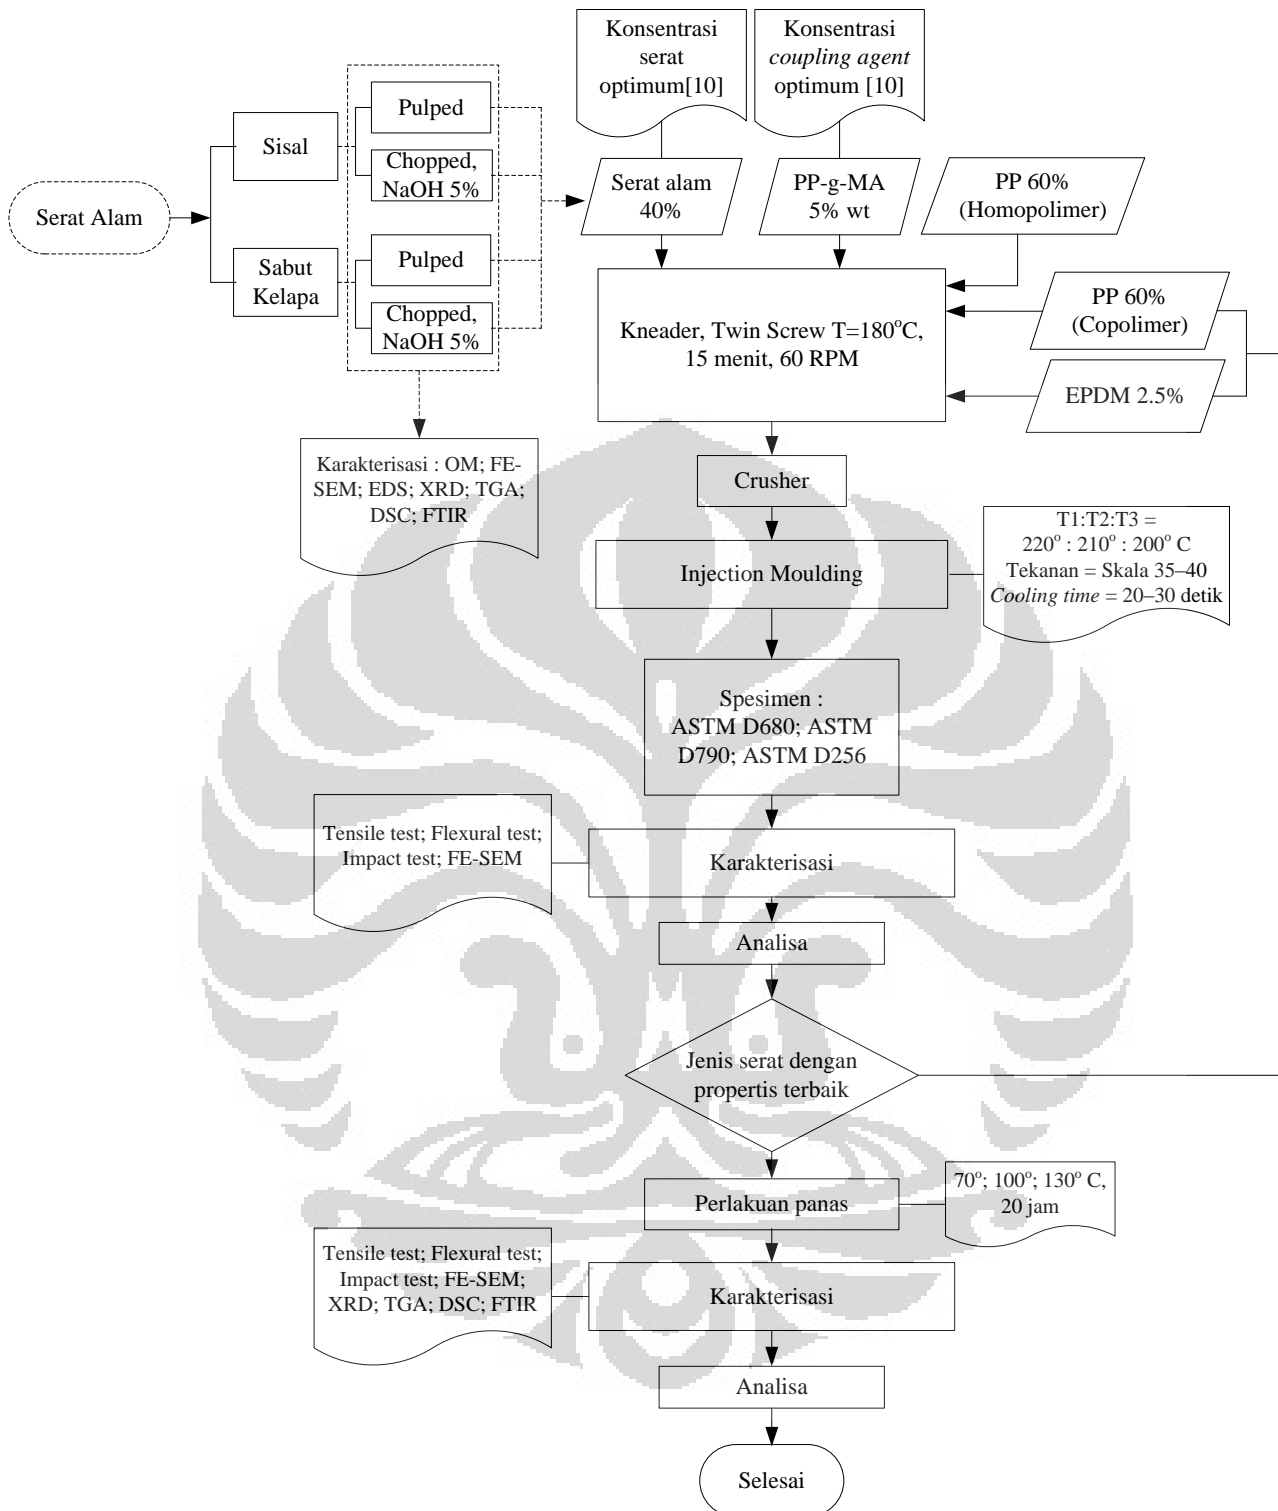 Konsentrasi
serat
optimum[10]
Konsentrasi
coupling agent
optimum [10]
Serat Alam
Sisal
Sabut
Kelapa
Pulped
Chopped,
NaOH 5%
Pulped
Chopped,
NaOH 5%
Serat alam
40%
PP-g-MA
5% wt
PP 60%
(Homopolimer)
PP 60%
(Copolimer)
EPDM 2.5%
Kneader, Twin Screw T=180°C,
15 menit, 60 RPM
Karakterisasi : OM; FE-
SEM; EDS; XRD; TGA;
DSC; FTIR
Crusher
Injection Moulding
T1:T2:T3 =
220° : 210° : 200° C
Tekanan = Skala 35–40
Cooling time = 20–30 detik
Spesimen :
ASTM D680; ASTM
D790; ASTM D256
Tensile test; Flexural test;
Impact test; FE-SEM
Karakterisasi
Analisa
Jenis serat dengan
propertis terbaik
Perlakuan panas
70°; 100°; 130° C,
20 jam
Tensile test; Flexural test;
Impact test; FE-SEM;
XRD; TGA; DSC; FTIR
Karakterisasi
Analisa
Selesai